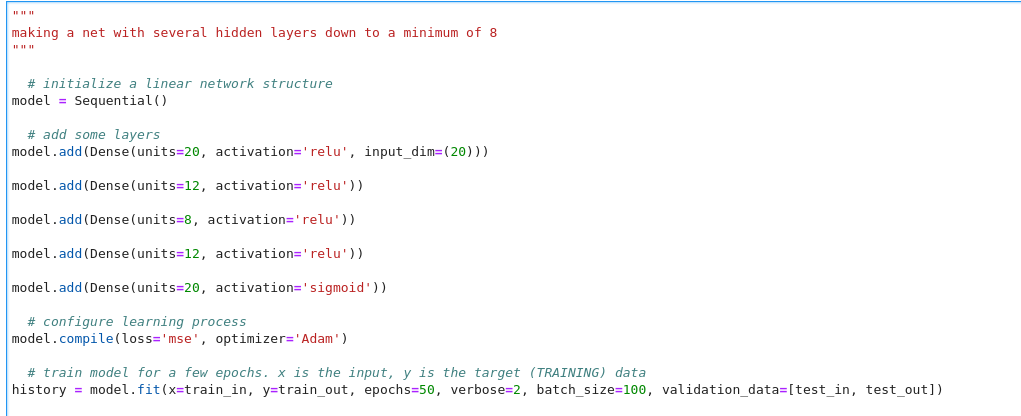 """
making a net with several hidden layers down to a minimum of 8
"""
# initialize a linear network structure
model = Sequential()
# add some layers
model.add(Dense(units=20, activation='relu', input_dim=(20)))
model.add(Dense(units=12, activation='relu'))
model.add(Dense(units=8, activation='relu'))
model.add(Dense(units=12, activation='relu'))
model.add(Dense(units=20, activation='sigmoid'))
# configure learning process
model.compile(loss='mse', optimizer='Adam')
# train model for a few epochs. x is the input, y is the target (TRAINING) data
history = model.fit(x=train_in, y=train_out, epochs=50, verbose=2, batch_size=100, validation_data=[test_in, test_out])